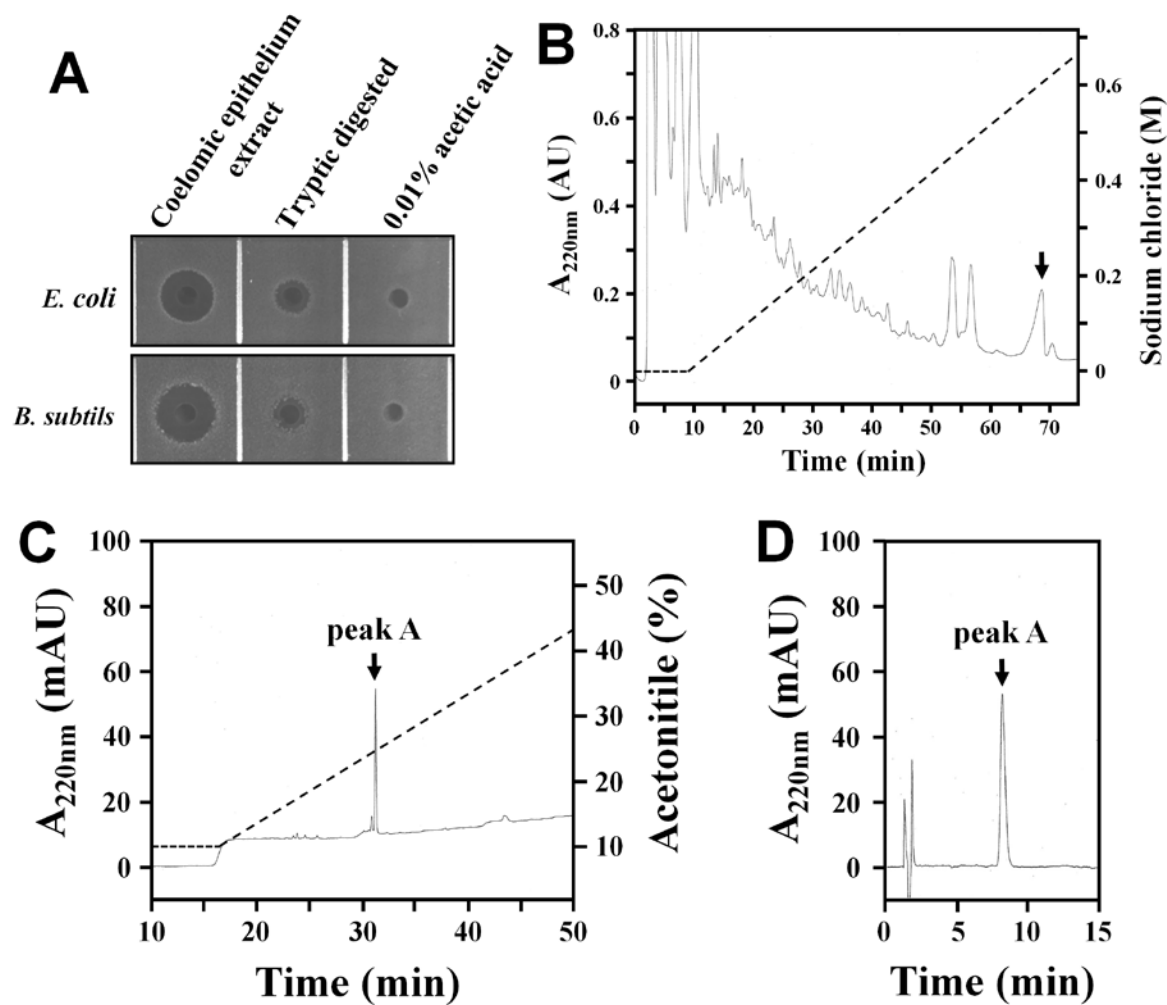 A
Coelomic epithelium
extract
Tryptic digested
0.01% acetic acid
E. coli
B. subtils
B
0.8
0.6
0.4
0.2
0
A220nm (AU)
0.6
0.4
0.2
0
Sodium chloride (M)
0 10 20 30 40 50 60 70
Time (min)
C
100
80
60
40
20
0
A220nm (mAU)
peak A
50
40
30
20
10
Acetonitile (%)
10 20 30 40 50
Time (min)
D
100
80
60
40
20
0
A220nm (mAU)
peak A
0 5 10 15
Time (min)